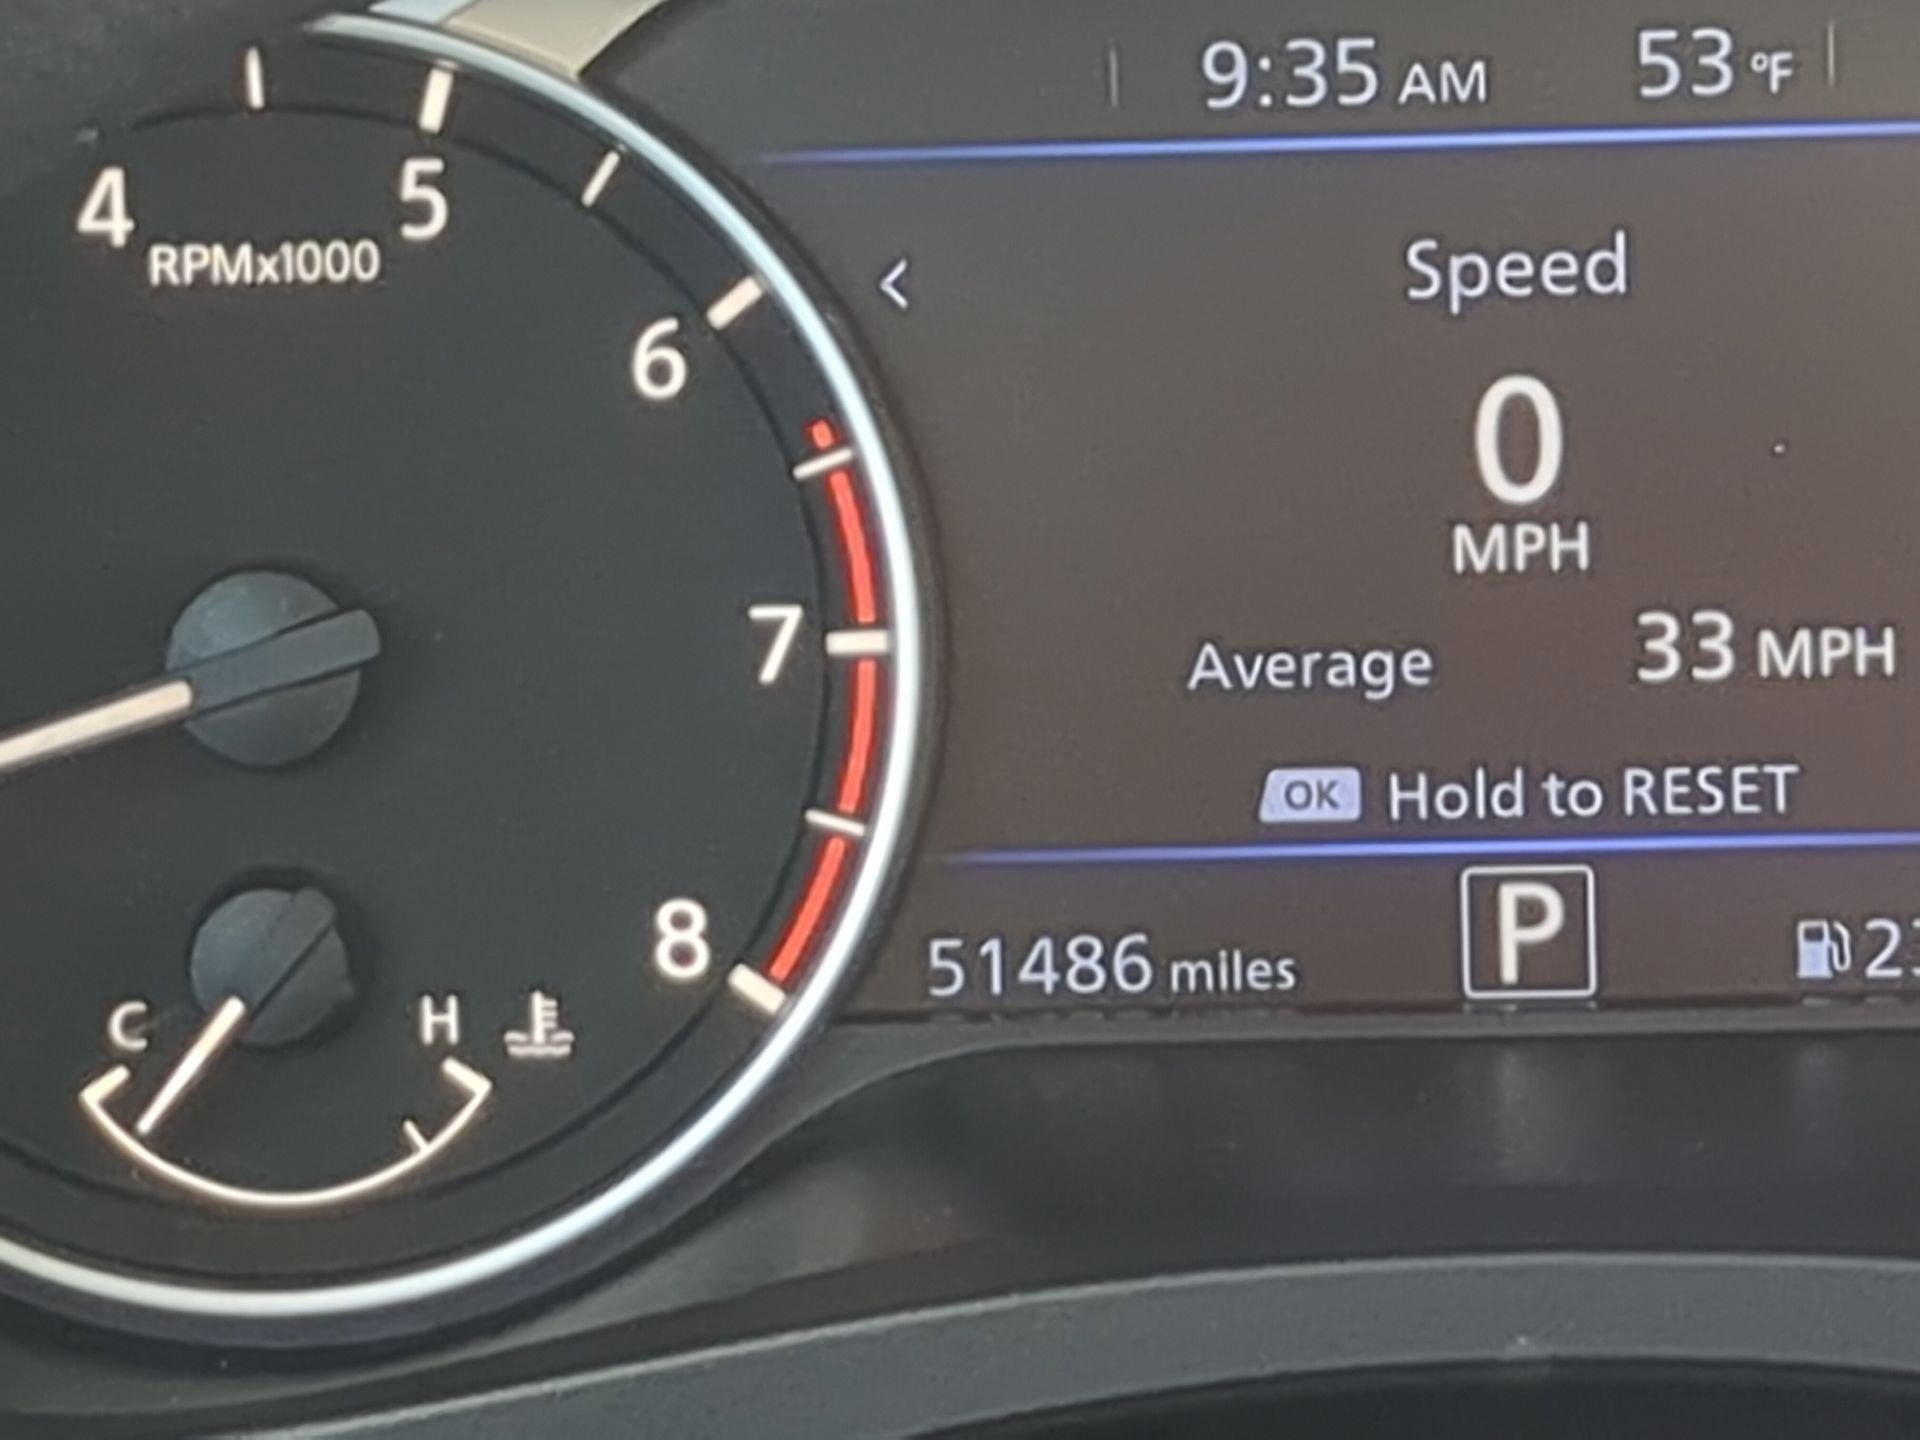 9:35 AM 53 °F
4 5
RPMx1000
6
7
8
C H
<
Speed
0
MPH
Average 33 MPH
OK Hold to RESET
51486 miles P